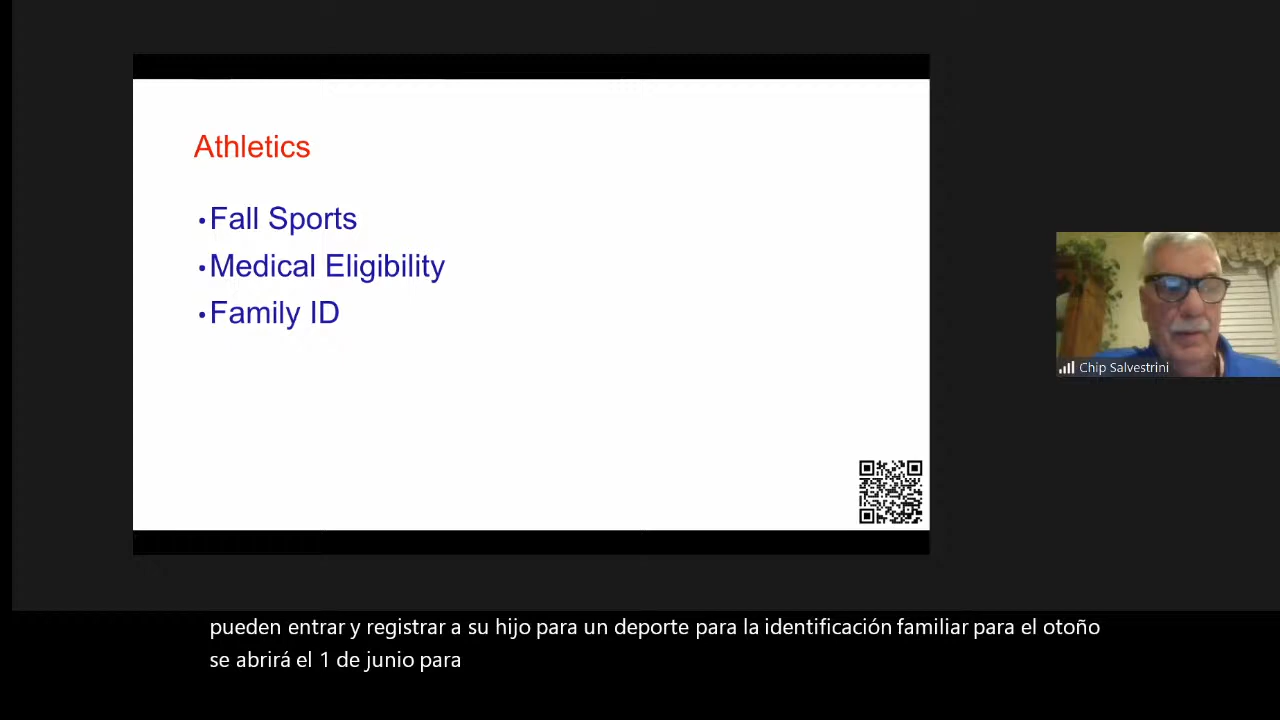 Athletics
•Fall Sports
•Medical Eligibility
•Family ID
Chip Salvestrini
pueden entrar y registrar a su hijo para un deporte para la identificación familiar para el otoño
se abrirá el 1 de junio para